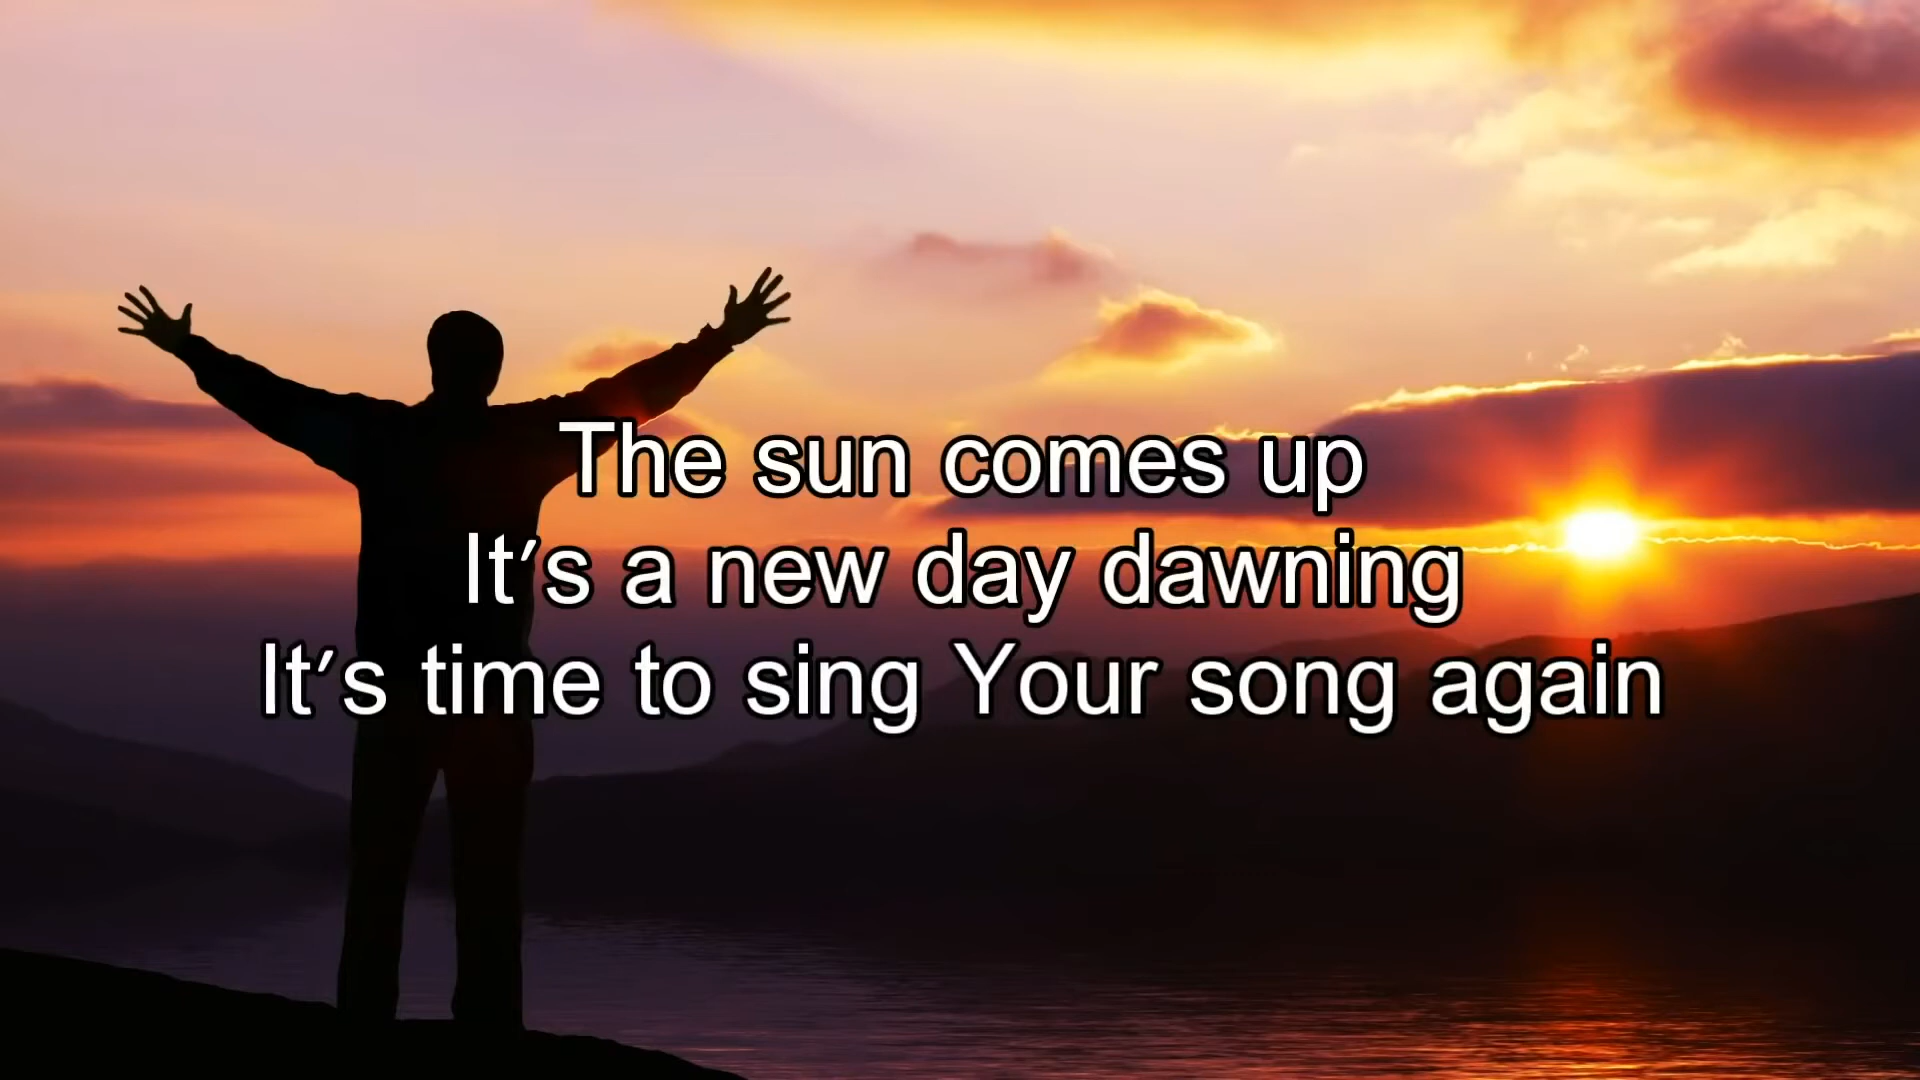 The sun comes up
It's a new day dawning
It's time to sing Your song again